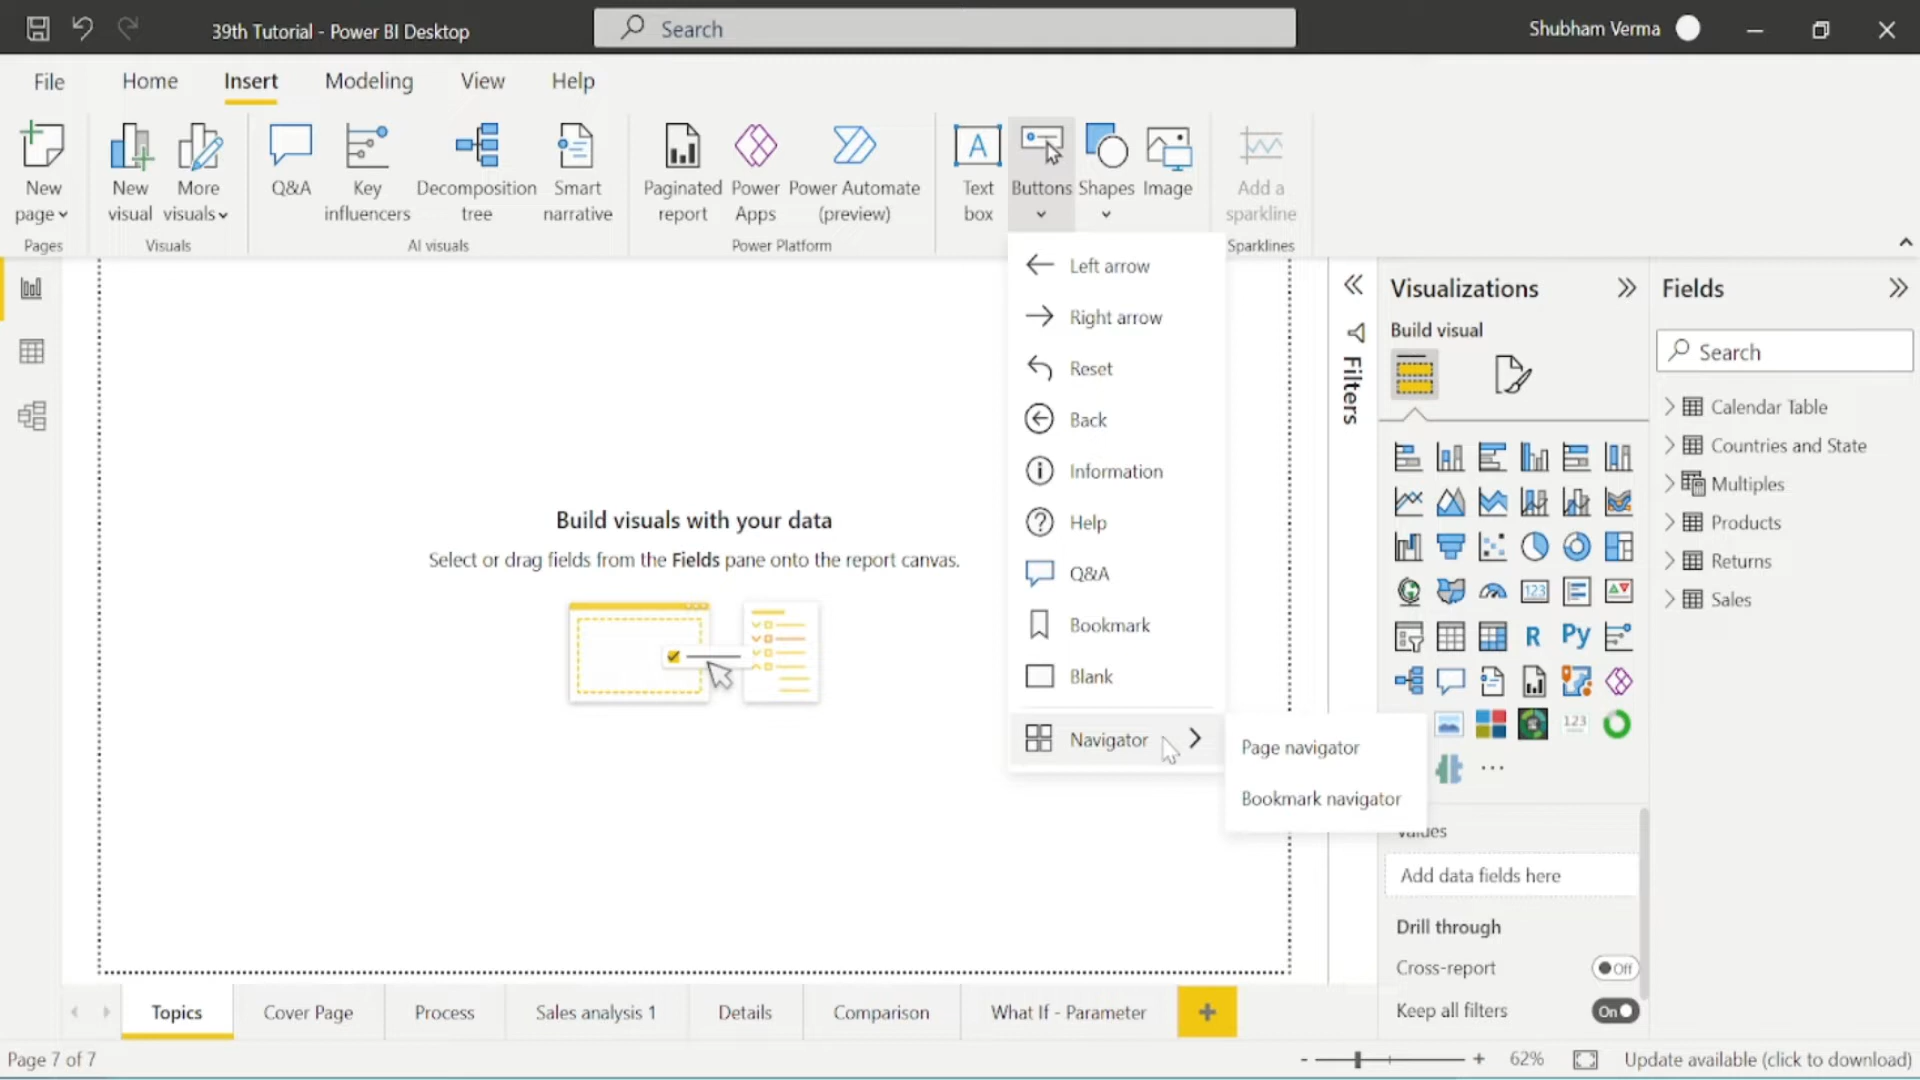 39th Tutorial - Power BI Desktop
Search
Shubham Verma
File
Home
Insert
Modeling
View
Help
New page
New visual
More visuals
Q&A
Key influencers
Decomposition tree
Smart narrative
Paginated report
Power Apps
Power Automate (preview)
Text box
Buttons
Shapes
Image
Add a sparkline
Pages
Visuals
AI visuals
Power Platform
Sparklines
Left arrow
Right arrow
Reset
Back
Information
Help
Q&A
Bookmark
Blank
Navigator
Page navigator
Bookmark navigator
Build visuals with your data
Select or drag fields from the Fields pane onto the report canvas.
Filters
Visualizations
Build visual
123
R
Py
123
Values
Add data fields here
Drill through
Cross-report
Off
Keep all filters
On
Fields
Search
Calendar Table
Countries and State
Multiples
Products
Returns
Sales
Topics
Cover Page
Process
Sales analysis 1
Details
Comparison
What If - Parameter
Page 7 of 7
62%
Update available (click to download)